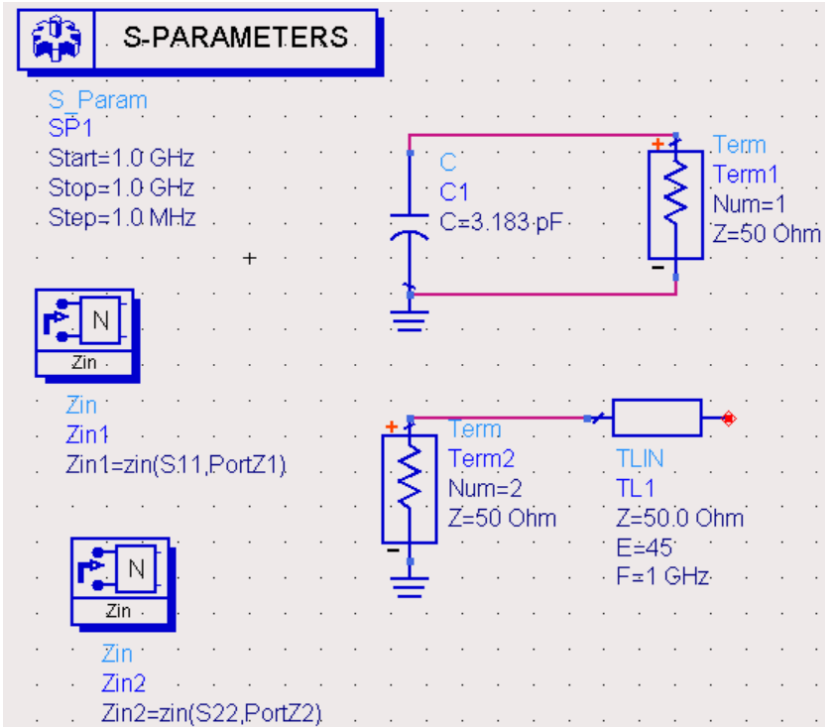 S-PARAMETERS
S_Param
SP1
Start=1.0 GHz
Stop=1.0 GHz
Step=1.0 MHz
C
C1
C=3.183 pF
+
Term
Term1
Num=1
Z=50 Ohm
-
N
Zin
Zin
Zin1
Zin1=zin(S11,PortZ1)
+
Term
Term2
Num=2
Z=50 Ohm
-
TLIN
TL1
Z=50.0 Ohm
E=45
F=1 GHz
N
Zin
Zin
Zin2
Zin2=zin(S22,PortZ2)